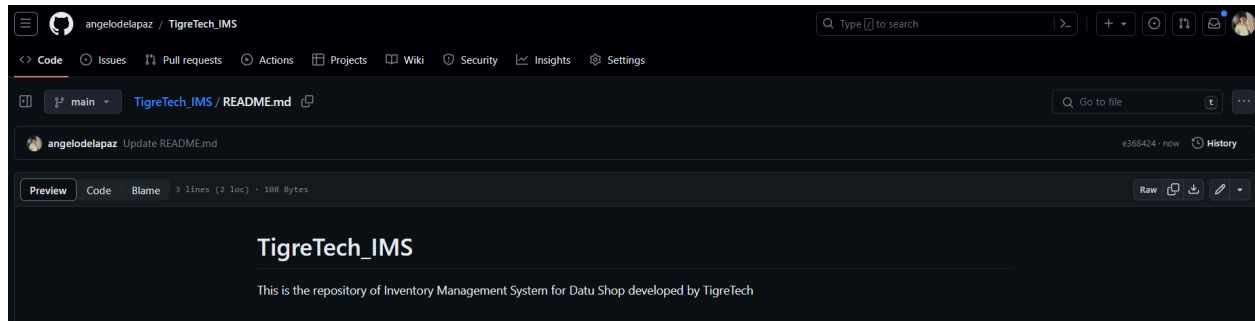 angelodelapaz / TigreTech_IMS
Type / to search
Code Issues Pull requests Actions Projects Wiki Security Insights Settings
main TigreTech_IMS / README.md Go to file t
angelodelapaz Update README.md e368424 · now History
Preview Code Blame 3 lines (2 loc) · 108 Bytes Raw
TigreTech_IMS
This is the repository of Inventory Management System for Datu Shop developed by TigreTech